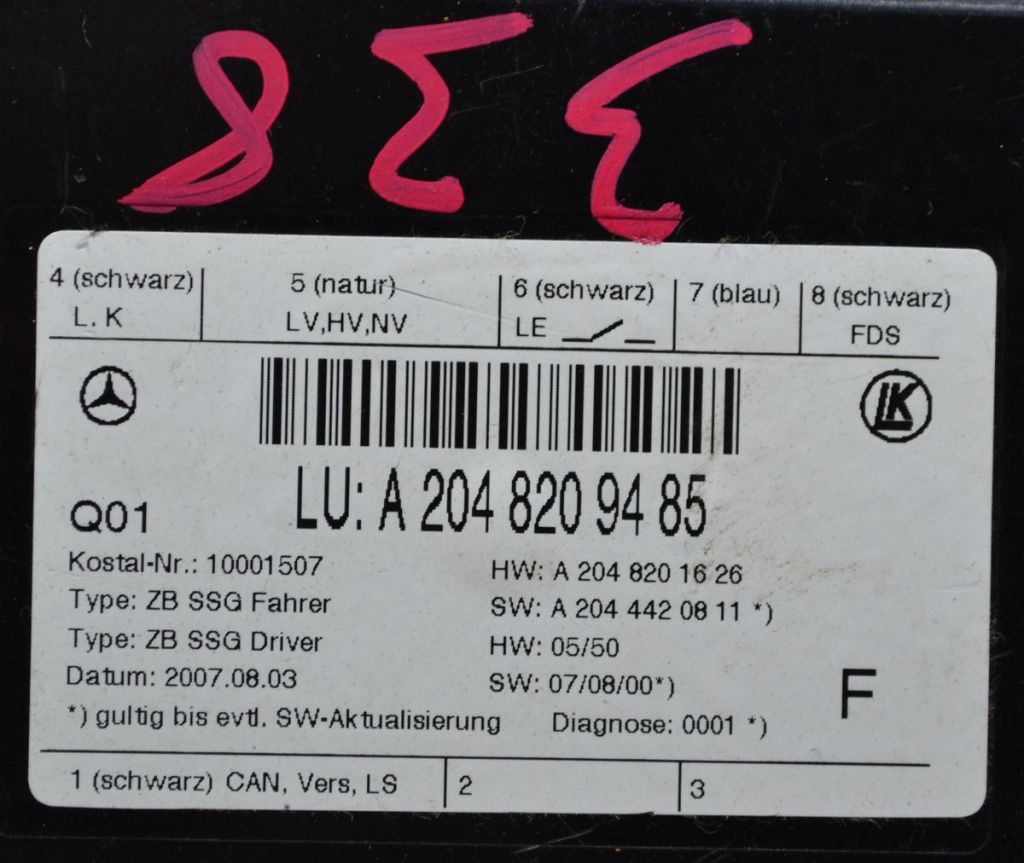 4 (schwarz)
L. K
5 (natur)
LV,HV,NV
6 (schwarz)
LE
7 (blau)
8 (schwarz)
FDS
LK
LU: A 204 820 94 85
Q01
Kostal-Nr.: 10001507
Type: ZB SSG Fahrer
Type: ZB SSG Driver
Datum: 2007.08.03
*) gultig bis evtl. SW-Aktualisierung
HW: A 204 820 16 26
SW: A 204 442 08 11 *)
HW: 05/50
SW: 07/08/00*)
Diagnose: 0001 *)
F
1 (schwarz) CAN, Vers, LS
2
3